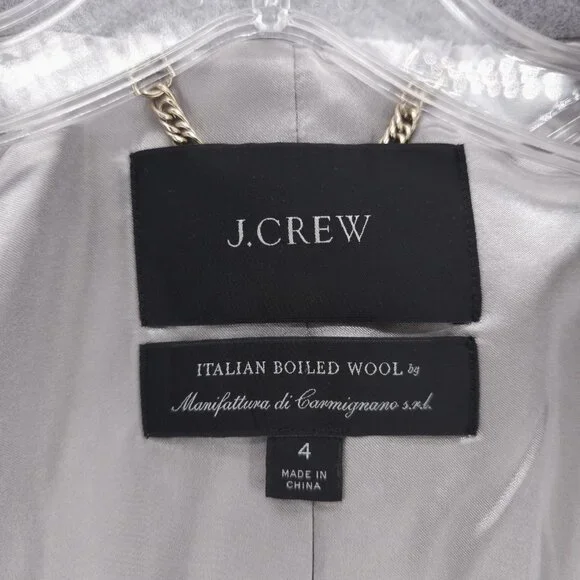 J.CREW
ITALIAN BOILED WOOL by
Manifattura di Carmignano s.r.l.
4
MADE IN
CHINA